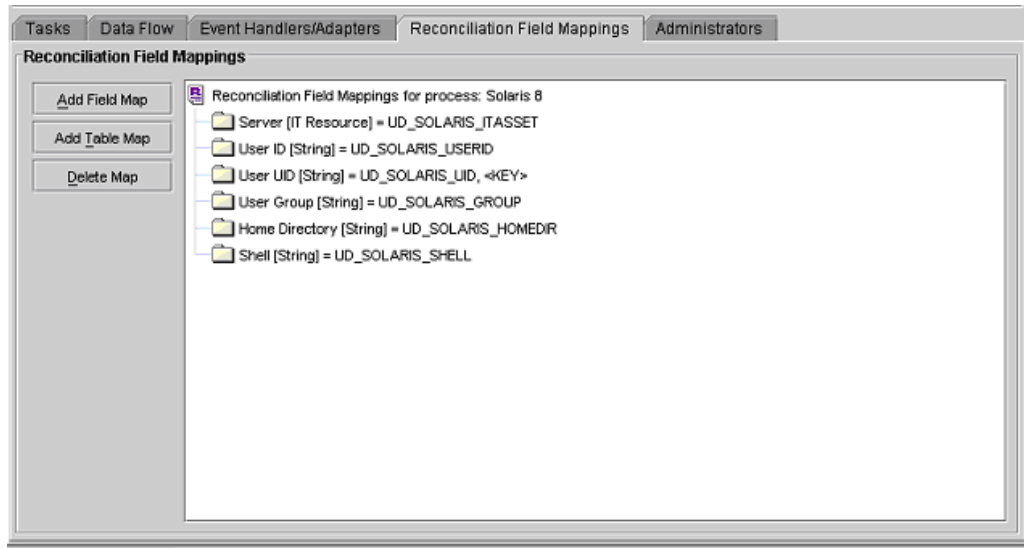 Tasks Data Flow Event Handlers/Adapters Reconciliation Field Mappings Administrators
Reconciliation Field Mappings
Add Field Map
Add Table Map
Delete Map
Reconciliation Field Mappings for process: Solaris 8
Server [IT Resource] = UD_SOLARIS_ITASSET
User ID [String] = UD_SOLARIS_USERID
User UID [String] = UD_SOLARIS_UID, <KEY>
User Group [String] = UD_SOLARIS_GROUP
Home Directory [String] = UD_SOLARIS_HOMEDIR
Shell [String] = UD_SOLARIS_SHELL